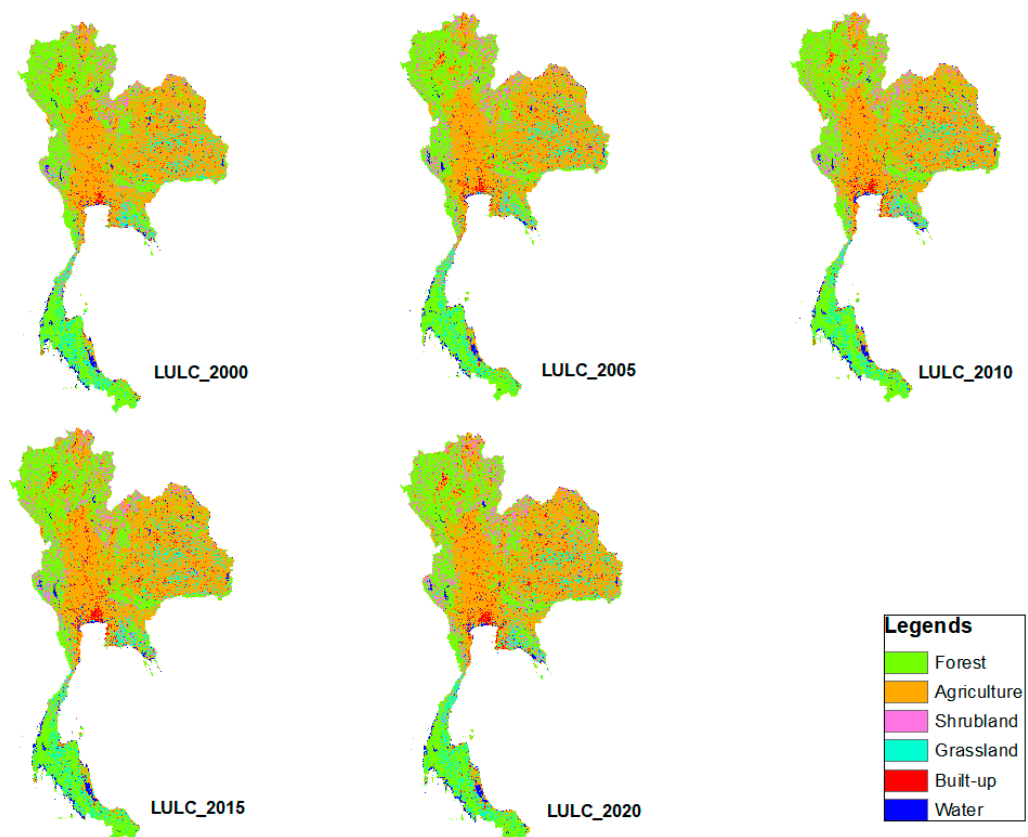 LULC_2000
LULC_2005
LULC_2010
LULC_2015
LULC_2020
Legends
Forest
Agriculture
Shrubland
Grassland
Built-up
Water